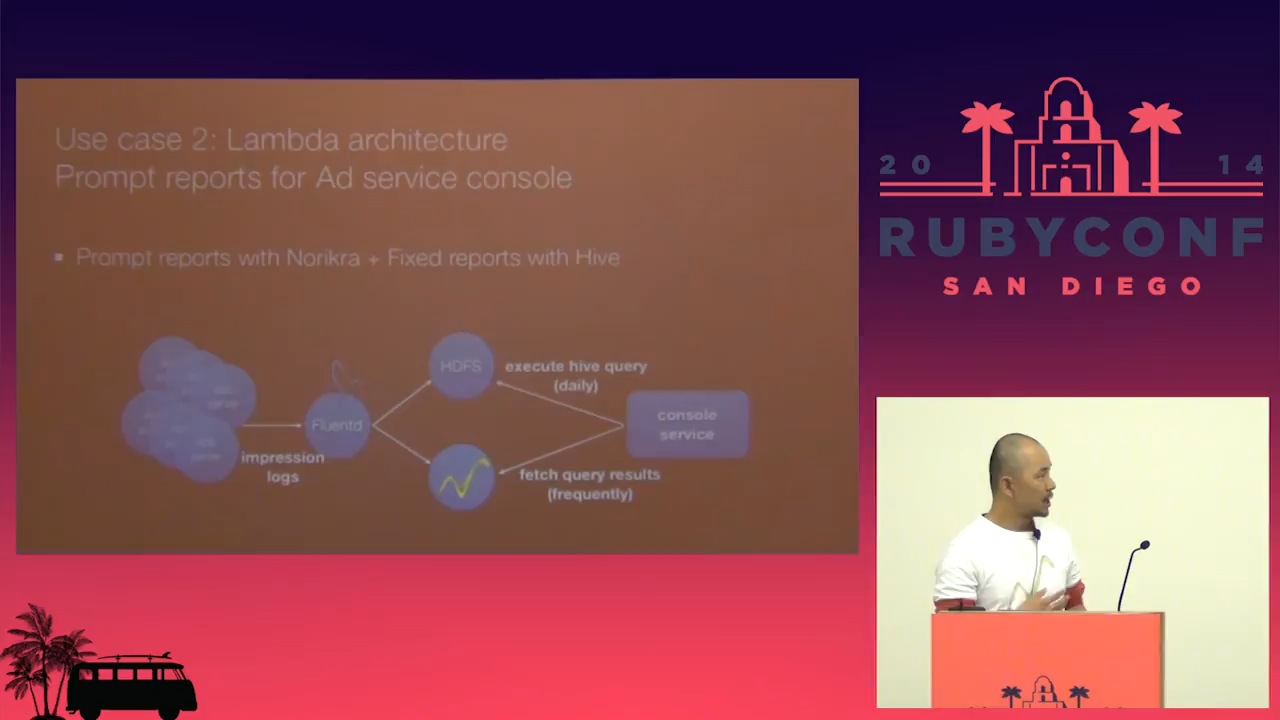 Use case 2: Lambda architecture
Prompt reports for Ad service console
Prompt reports with Norikra + Fixed reports with Hive
HDFS
execute hive query
(daily)
console
service
Fluentd
impression
logs
fetch query results
(frequently)
20 14
RUBYCONF
SAN DIEGO